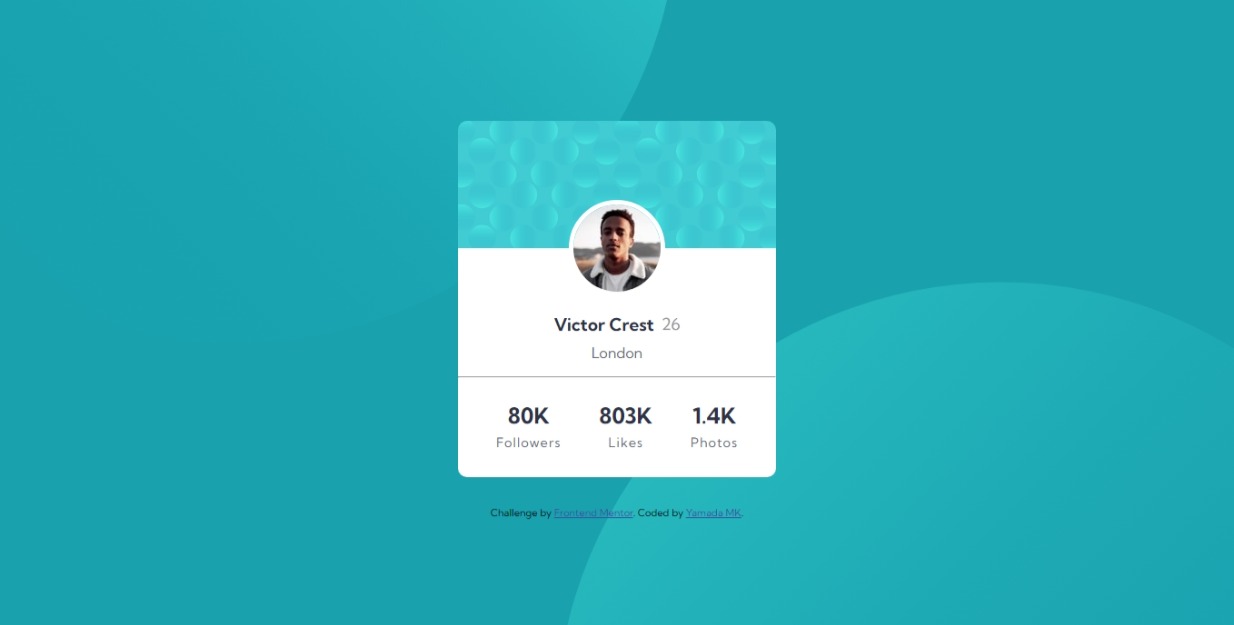 Victor Crest 26
London
80K 803K 1.4K
Followers Likes Photos
Challenge by Frontend Mentor. Coded by Yamada MK.